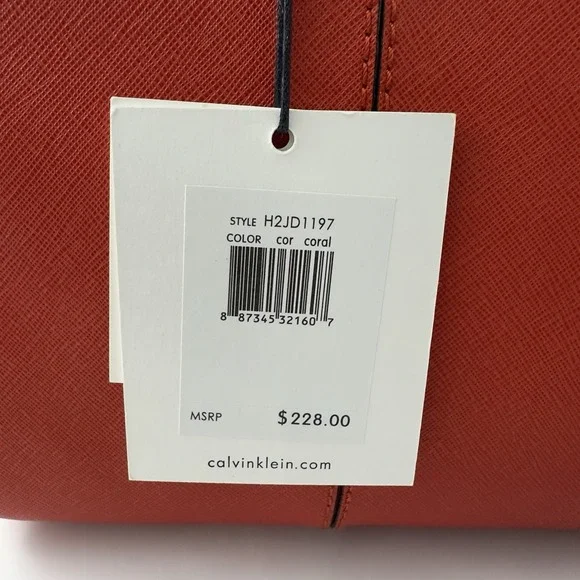 STYLE H2JD1197
COLOR cor coral
8 87345 32160 7
MSRP $228.00
calvinklein.com